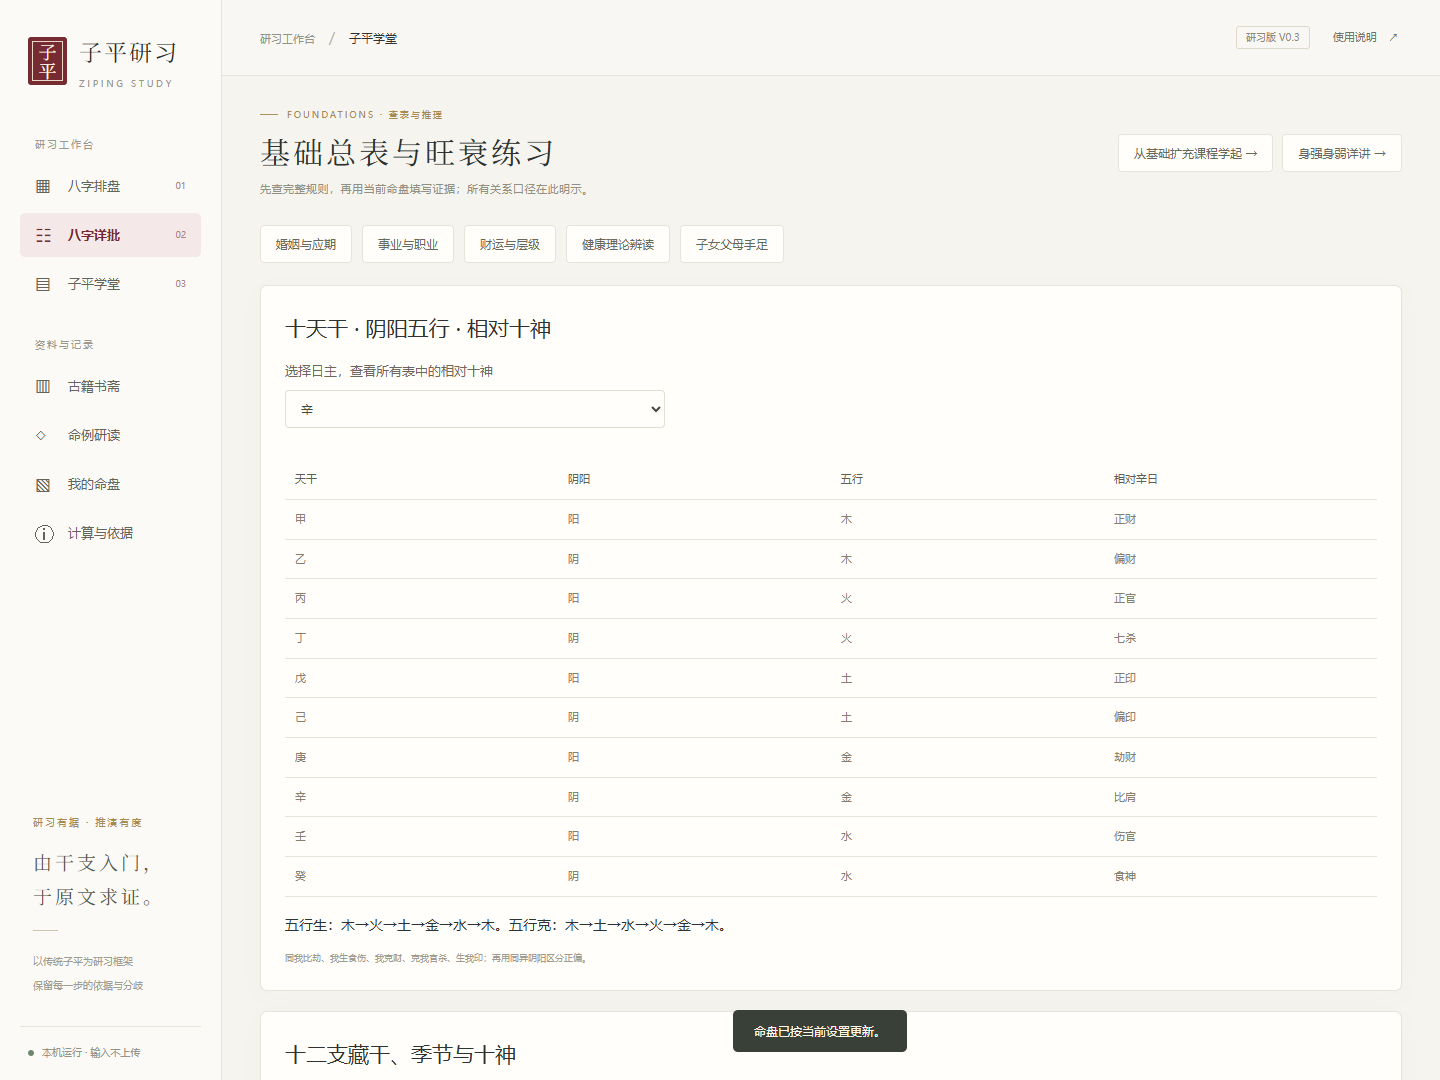 子平
子平研习
ZIPING STUDY
研习工作台
八字排盘 01
八字详批 02
子平学堂 03
资料与记录
古籍书斋
命例研读
我的命盘
计算与依据
研习有据 · 推演有度
由干支入门，
于原文求证。
以传统子平为研习框架
保留每一步的依据与分歧
本机运行 · 输入不上传
研习工作台 / 子平学堂
研习版 V0.3
使用说明 ↗
FOUNDATIONS · 查表与推理
基础总表与旺衰练习
先查完整规则，再用当前命盘填写证据；所有关系口径在此明示。
从基础扩充课程学起 →
身强身弱详讲 →
婚姻与应期
事业与职业
财运与层级
健康理论辨读
子女父母手足
十天干 · 阴阳五行 · 相对十神
选择日主，查看所有表中的相对十神
辛
天干 阴阳 五行 相对辛日
甲 阳 木 正财
乙 阴 木 偏财
丙 阳 火 正官
丁 阴 火 七杀
戊 阳 土 正印
己 阴 土 偏印
庚 阳 金 劫财
辛 阴 金 比肩
壬 阳 水 伤官
癸 阴 水 食神
五行生：木→火→土→金→水→木。五行克：木→土→水→火→金→木。
同我比劫、我生食伤、我克财、克我官杀、生我印；再用同异阴阳区分正偏。
十二支藏干、季节与十神
命盘已按当前设置更新。